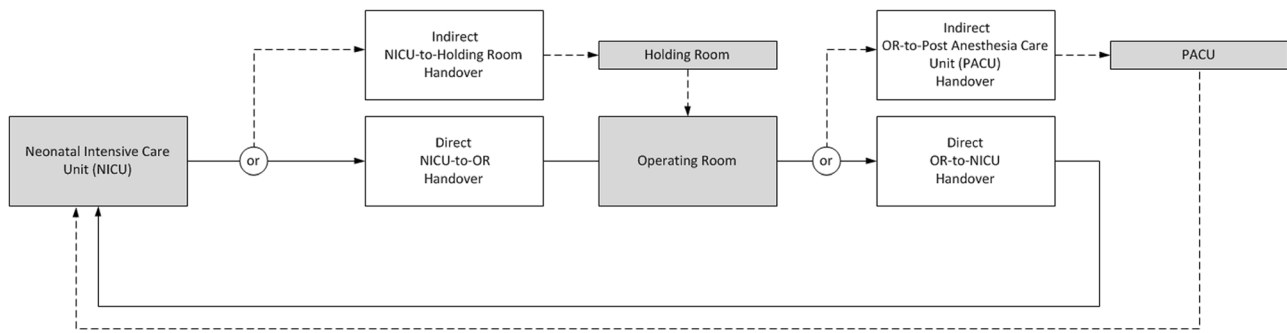 Indirect
NICU-to-Holding Room
Handover
Holding Room
Indirect
OR-to-Post Anesthesia Care
Unit (PACU)
Handover
PACU
Neonatal Intensive Care
Unit (NICU)
or
Direct
NICU-to-OR
Handover
Operating Room
or
Direct
OR-to-NICU
Handover